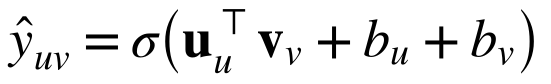 ŷ_{uv} = σ(𝐮_u^⊤ 𝐯_v + b_u + b_v)